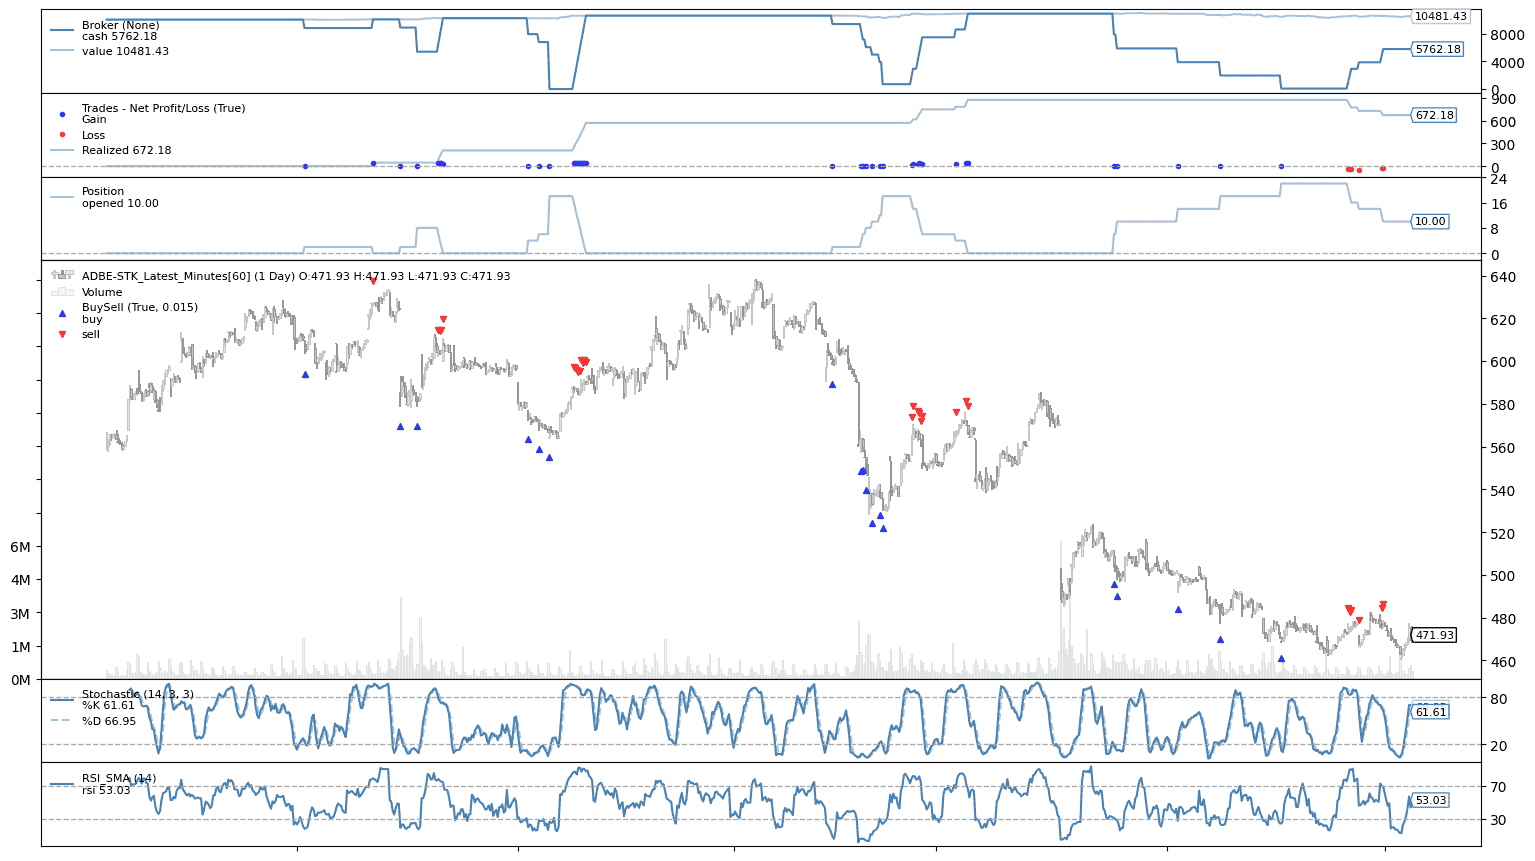 Broker (None)
cash 5762.18
value 10481.43
10481.43
8000
5762.18
4000
0
Trades - Net Profit/Loss (True)
Gain
Loss
Realized 672.18
900
672.18
600
300
0
Position
opened 10.00
24
16
10.00
8
0
ADBE-STK_Latest_Minutes[60] (1 Day) O:471.93 H:471.93 L:471.93 C:471.93
Volume
BuySell (True, 0.015)
buy
sell
640
620
600
580
560
540
520
500
480
471.93
460
6M
4M
3M
1M
0M
Stochastic (14, 3, 3)
%K 61.61
%D 66.95
80
61.61
20
RSI_SMA (14)
rsi 53.03
70
53.03
30